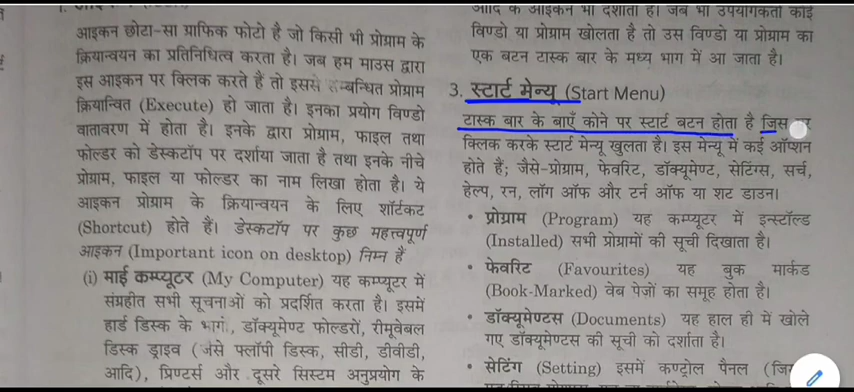 आइकन छोटा-सा ग्राफिक फोटो है जो किसी भी प्रोग्राम के
क्रियान्वयन का प्रतिनिधित्व करता है। जब हम माउस द्वारा
इस आइकन पर क्लिक करते हैं तो इससे सम्बन्धित प्रोग्राम
क्रियान्वित (Execute) हो जाता है। इनका प्रयोग विण्डो
वातावरण में होता है। इनके द्वारा प्रोग्राम, फाइल तथा
फोल्डर को डेस्कटॉप पर दर्शाया जाता है तथा इनके नीचे
प्रोग्राम, फाइल या फोल्डर का नाम लिखा होता है। ये
आइकन प्रोग्राम के क्रियान्वयन के लिए शॉर्टकट
(Shortcut) होते हैं। डेस्कटॉप पर कुछ महत्त्वपूर्ण
आइकन (Important icon on desktop) निम्न हैं
(i) माई कम्प्यूटर (My Computer) यह कम्प्यूटर में
संग्रहीत सभी सूचनाओं को प्रदर्शित करता है। इसमें
हार्ड डिस्क के भाग, डॉक्यूमेण्ट फोल्डरों, रीमूवेबल
डिस्क ड्राइव (जैसे फ्लॉपी डिस्क, सीडी, डीवीडी,
आदि), प्रिण्टर्स और दूसरे सिस्टम अनुप्रयोग के
आदि के आइकन भी दर्शाता है। जब भी उपयोगकर्ता कोई
विण्डो या प्रोग्राम खोलता है तो उस विण्डो या प्रोग्राम का
एक बटन टास्क बार के मध्य भाग में आ जाता है।
3. स्टार्ट मेन्यू (Start Menu)
टास्क बार के बाएँ कोने पर स्टार्ट बटन होता है जिस
क्लिक करके स्टार्ट मेन्यू खुलता है। इस मेन्यू में कई ऑप्शन
होते हैं; जैसे-प्रोग्राम, फेवरिट, डॉक्यूमेण्ट, सेटिंग्स, सर्च,
हेल्प, रन, लॉग ऑफ और टर्न ऑफ या शट डाउन।
• प्रोग्राम (Program) यह कम्प्यूटर में इन्स्टॉल्ड
(Installed) सभी प्रोग्रामों की सूची दिखाता है।
• फेवरिट (Favourites) यह बुक मार्कड
(Book-Marked) वेब पेजों का समूह होता है।
• डॉक्यूमेण्टस (Documents) यह हाल ही में खोले
गए डॉक्यूमेण्टस की सूची को दर्शाता है।
• सेटिंग (Setting) इसमें कण्ट्रोल पैनल